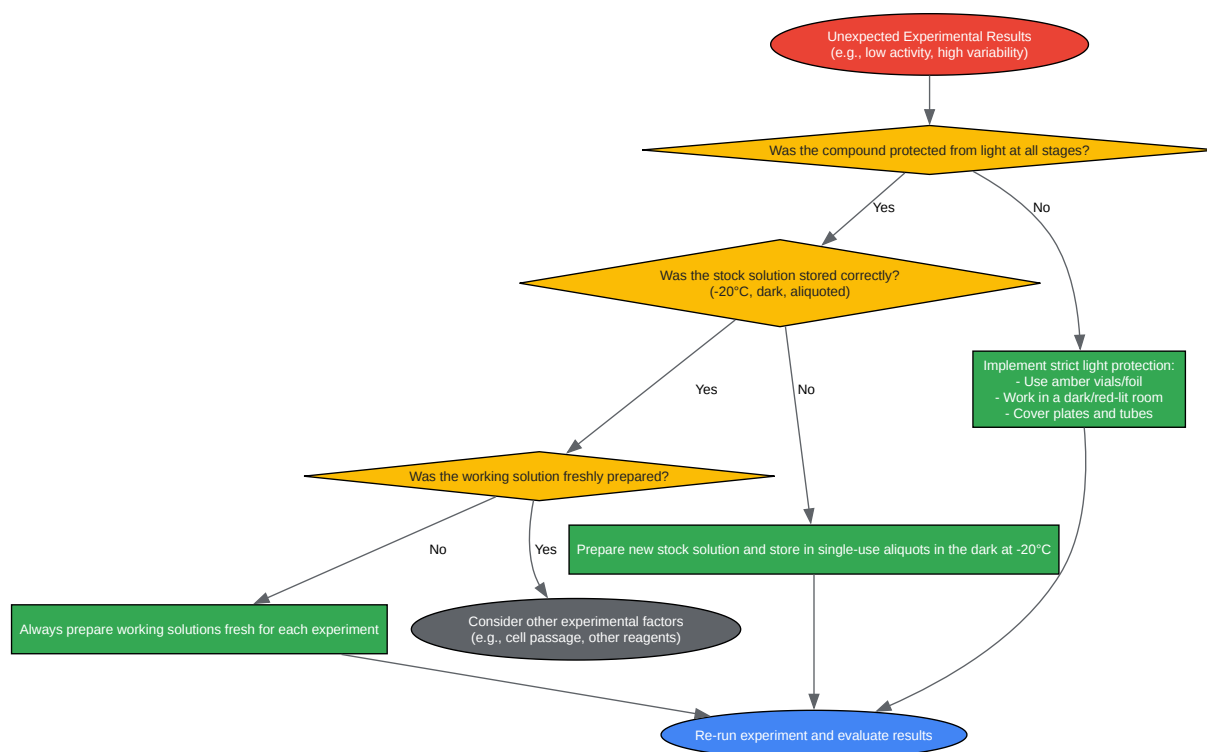 Unexpected Experimental Results
(e.g., low activity, high variability)
Was the compound protected from light at all stages?
Yes
No
Was the stock solution stored correctly?
(-20°C, dark, aliquoted)
Implement strict light protection:
- Use amber vials/foil
- Work in a dark/red-lit room
- Cover plates and tubes
Yes
No
Was the working solution freshly prepared?
No
Yes
Prepare new stock solution and store in single-use aliquots in the dark at -20°C
Always prepare working solutions fresh for each experiment
Consider other experimental factors
(e.g., cell passage, other reagents)
Re-run experiment and evaluate results